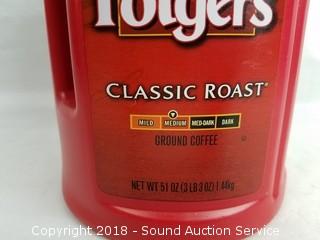 Folgers
CLASSIC ROAST
MILD MEDIUM MED-DARK DARK
GROUND COFFEE
NET WT 51 OZ (3 LB 3 OZ) 1.44kg
Copyright 2018 - Sound Auction Service